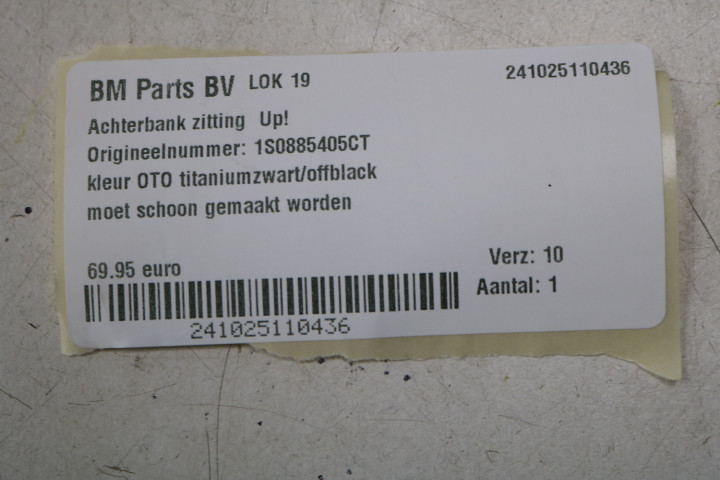 BM Parts BV LOK 19 241025110436
Achterbank zitting Up!
Origineelnummer: 1S0885405CT
kleur OTO titaniumzwart/offblack
moet schoon gemaakt worden
69.95 euro Verz: 10
Aantal: 1
241025110436